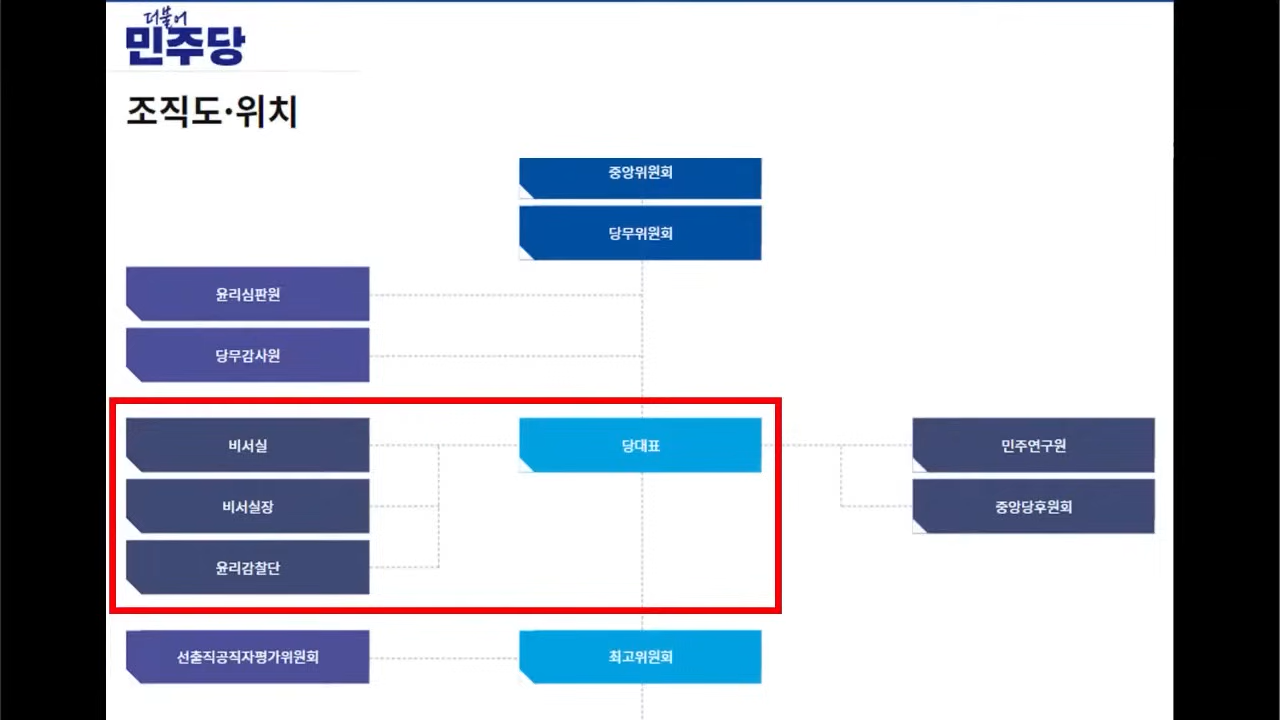 더불어
민주당
조직도·위치
중앙위원회
당무위원회
윤리심판원
당무감사원
비서실
당대표
민주연구원
비서실장
중앙당후원회
윤리감찰단
선출직공직자평가위원회
최고위원회